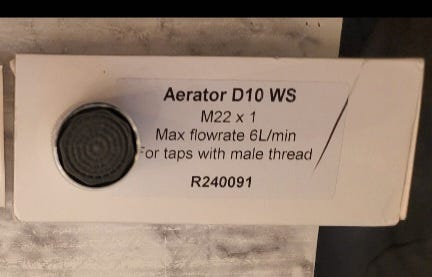 Aerator D10 WS
M22 x 1
Max flowrate 6L/min
For taps with male thread
R240091